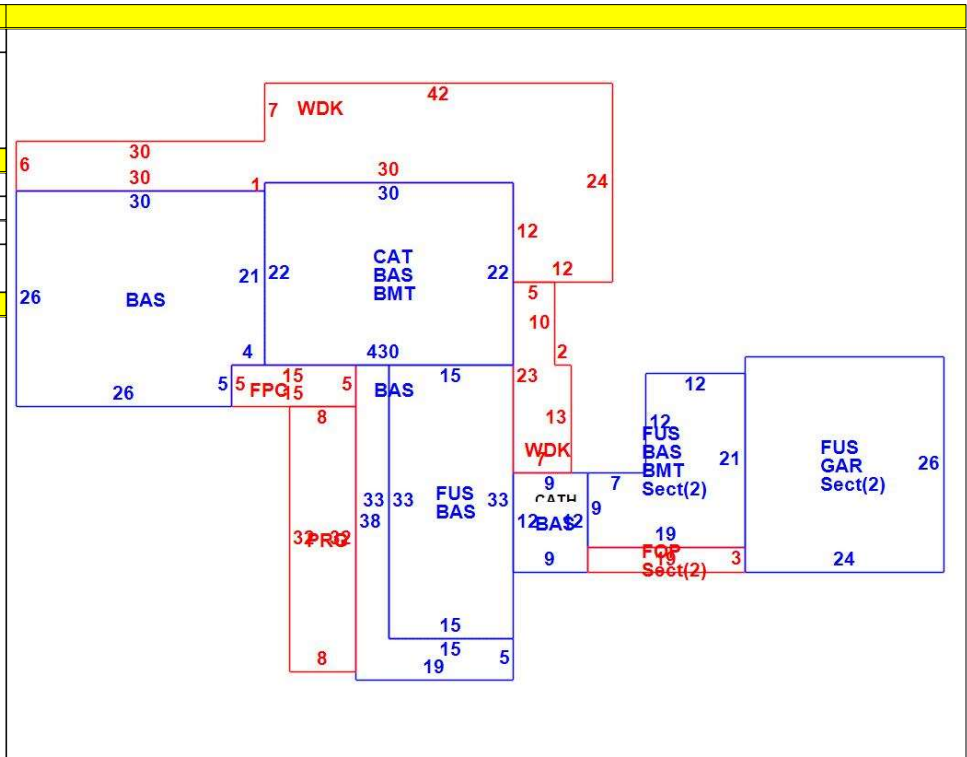 42
7 WDK
6 30
30 1 30
30 30
24
12
CAT
BAS
BMT
21 22 22
26 BAS
12
5
10
4 430 2
15 15 23
5 5 FPC 5 BAS
15
26 8
12
13
12
FUS
BAS
BMT
Sect(2)
21
FUS
GAR
Sect(2)
26
WDK
7
9 7
CATH
33 33 FUS 33
BAS
9
38
12 BAS 12
32 PRG 32
19
FOP
19 3
Sect(2)
9 24
15
15
8 19 5